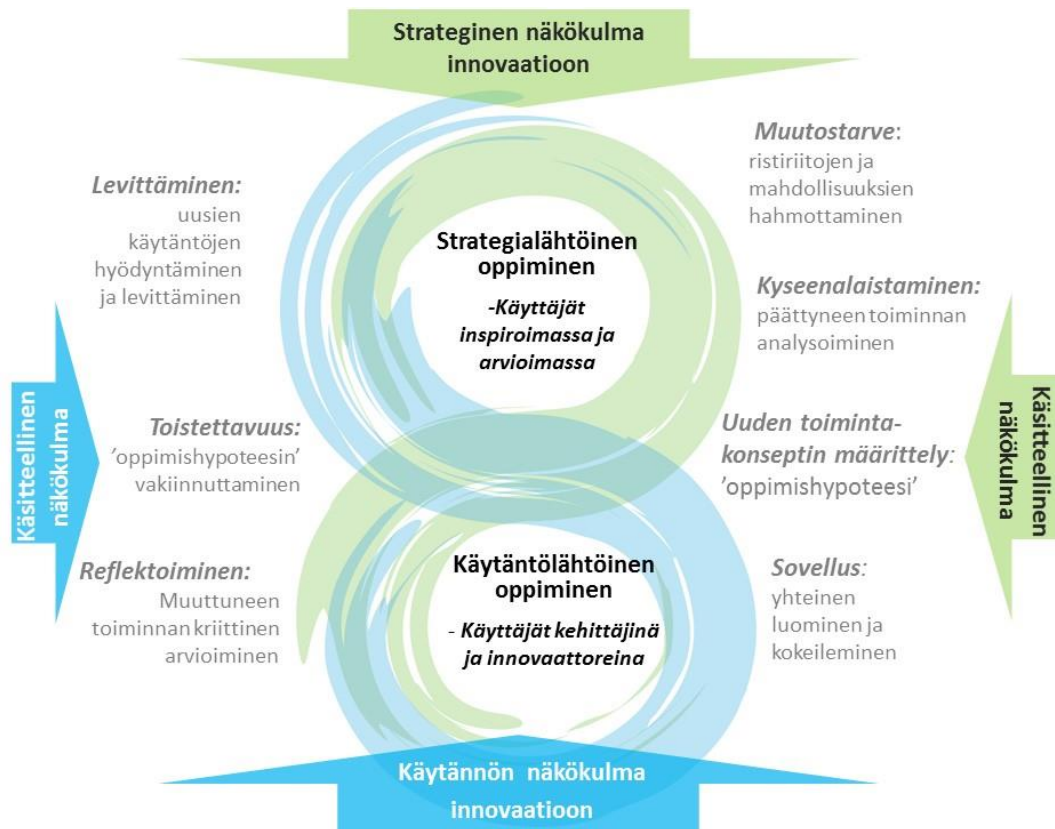 Strateginen näkökulma
innovaatioon
Muutostarve:
ristiriitojen ja
mahdollisuuksien
hahmottaminen
Levittäminen:
uusien
käytäntöjen
hyödyntäminen
ja levittäminen
Strategialähtöinen
oppiminen
-Käyttäjät
inspiroimassa ja
arvioimassa
Kyseenalaistaminen:
päättyneen toiminnan
analysoiminen
Käsitteellinen
näkökulma
Käsitteellinen
näkökulma
Toistettavuus:
’oppimishypoteesin’
vakiinnuttaminen
Uuden toiminta-
konseptin määrittely:
’oppimishypoteesi’
Reflektoiminen:
Muuttuneen
toiminnan kriittinen
arvioiminen
Käytäntölähtöinen
oppiminen
- Käyttäjät kehittäjinä
ja innovaattoreina
Sovellus:
yhteinen
luominen ja
kokeileminen
Käytännön näkökulma
innovaatioon